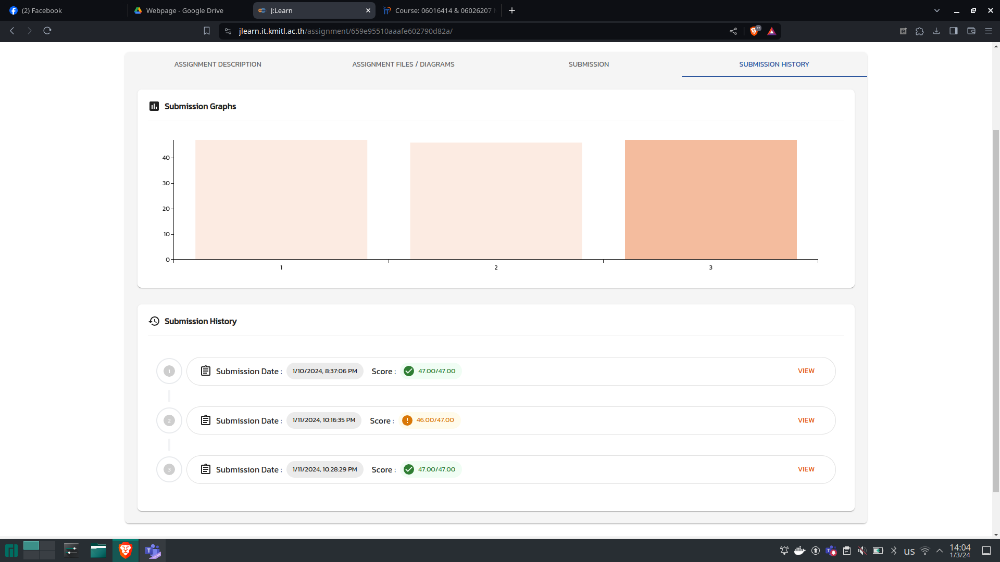 (2) Facebook
Webpage - Google Drive
J:Learn
Course: 06016414 & 06026207
jlearn.it.kmitl.ac.th/assignment/659e95510aaafe602790d82a/
17
ASSIGNMENT DESCRIPTION
ASSIGNMENT FILES / DIAGRAMS
SUBMISSION
SUBMISSION HISTORY
Submission Graphs
40
30
20
10
0
1
2
3
Submission History
1
Submission Date :
1/10/2024, 8:37:06 PM
Score :
47.00/47.00
VIEW
2
Submission Date :
1/11/2024, 10:16:35 PM
Score :
46.00/47.00
VIEW
3
Submission Date :
1/11/2024, 10:28:29 PM
Score :
47.00/47.00
VIEW
us
14:04
1/3/24